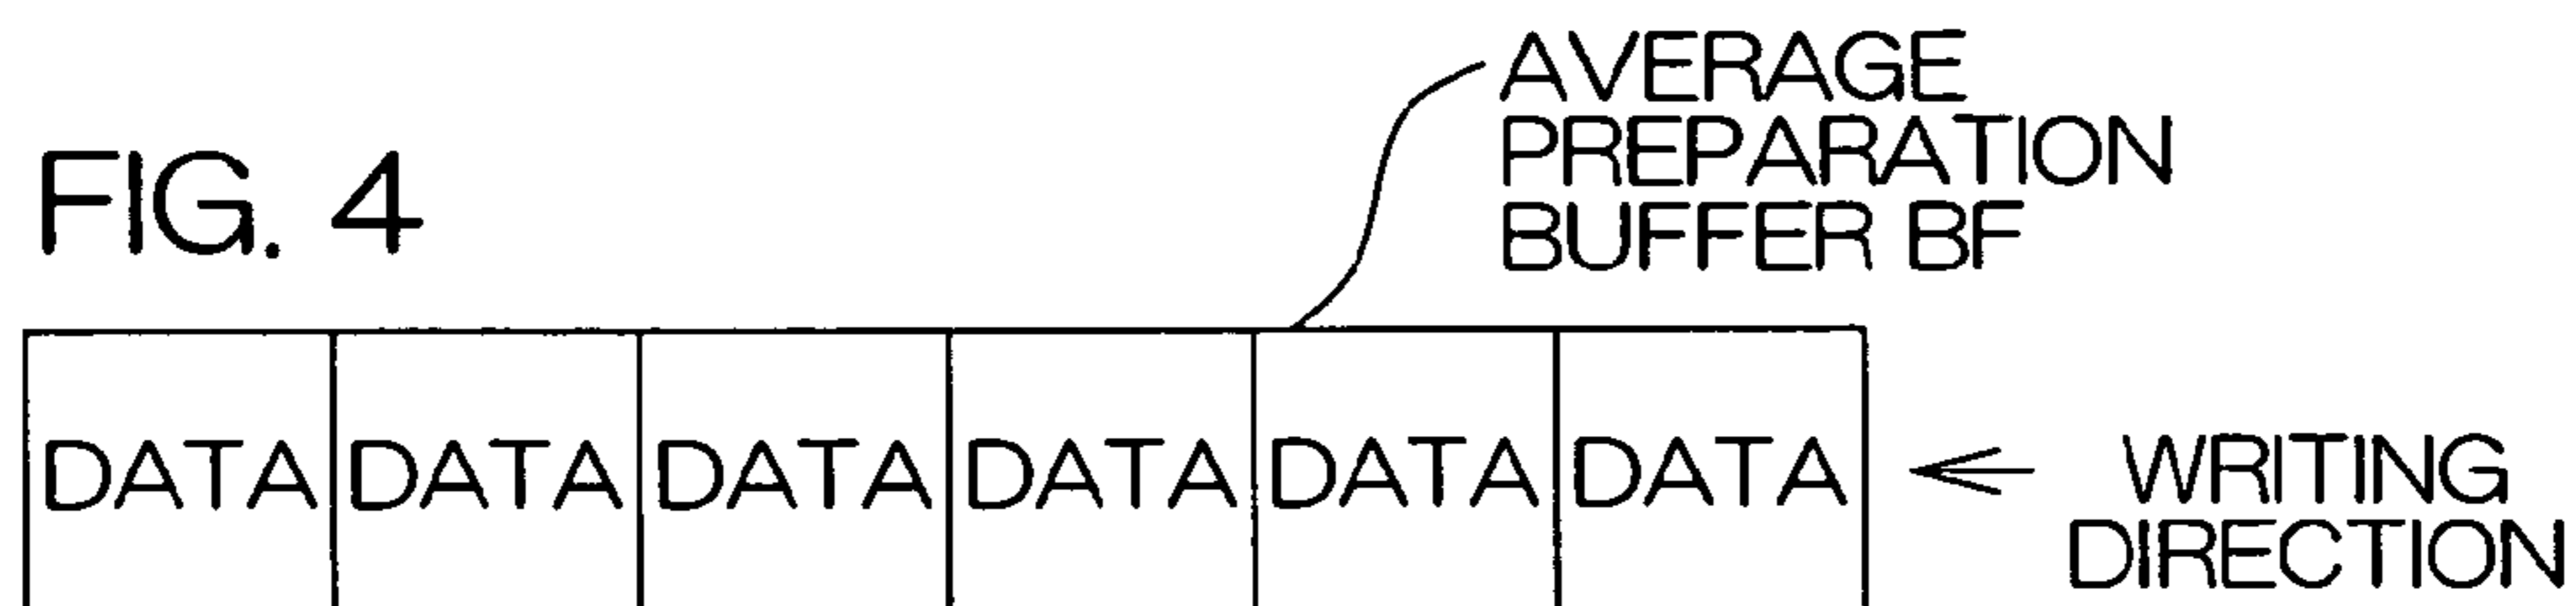 FIG. 4
AVERAGE
PREPARATION
BUFFER BF
DATA DATA DATA DATA DATA DATA
WRITING
DIRECTION